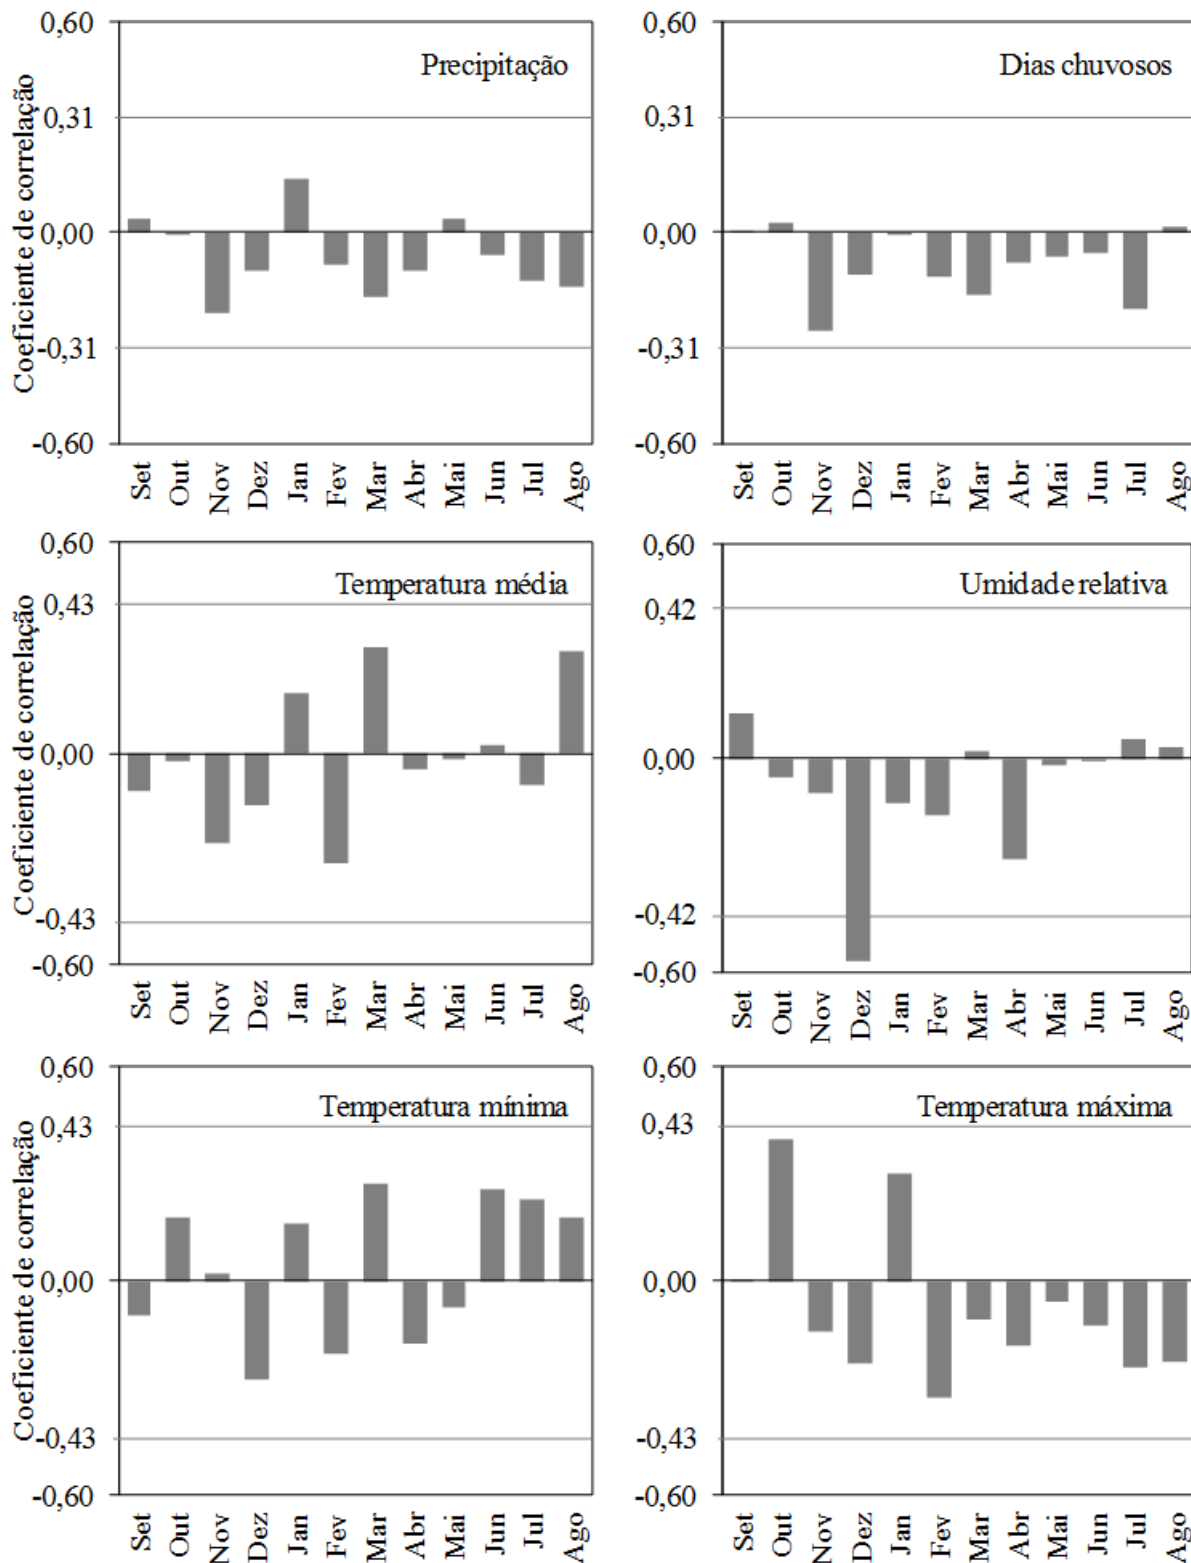 Coeficiente de correlação
0,60
0,31
0,00
-0,31
-0,60
Precipitação
Set Out Nov Dez Jan Fev Mar Abr Mai Jun Jul Ago
0,60
0,31
0,00
-0,31
-0,60
Dias chuvosos
Set Out Nov Dez Jan Fev Mar Abr Mai Jun Jul Ago
Coeficiente de correlação
0,60
0,43
0,00
-0,43
-0,60
Temperatura média
Set Out Nov Dez Jan Fev Mar Abr Mai Jun Jul Ago
0,60
0,42
0,00
-0,42
-0,60
Umidade relativa
Set Out Nov Dez Jan Fev Mar Abr Mai Jun Jul Ago
Coeficiente de correlação
0,60
0,43
0,00
-0,43
-0,60
Temperatura mínima
Set Out Nov Dez Jan Fev Mar Abr Mai Jun Jul Ago
0,60
0,43
0,00
-0,43
-0,60
Temperatura máxima
Set Out Nov Dez Jan Fev Mar Abr Mai Jun Jul Ago